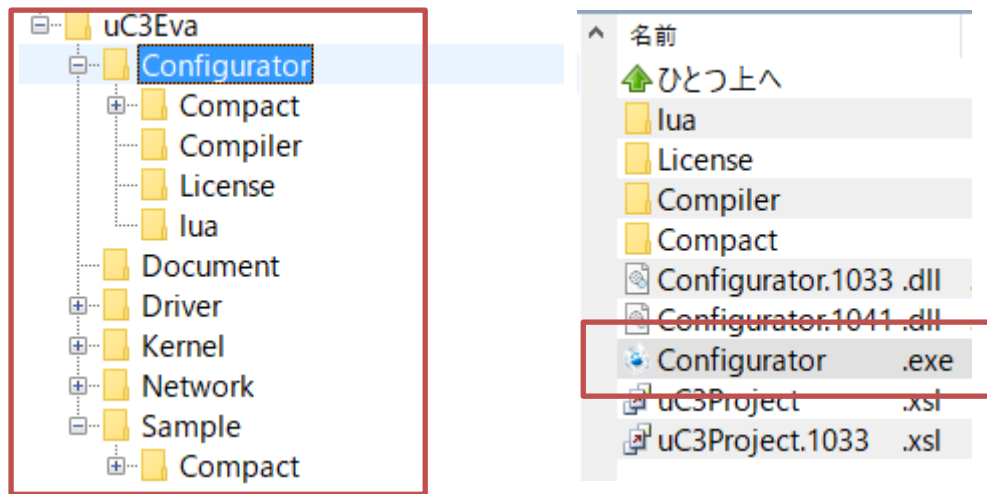 uC3Eva
Configurator
Compact
Compiler
License
lua
Document
Driver
Kernel
Network
Sample
Compact
名前
ひとつ上へ
lua
License
Compiler
Compact
Configurator.1033 .dll
Configurator.1041 .dll
Configurator .exe
uC3Project .xsl
uC3Project.1033 .xsl